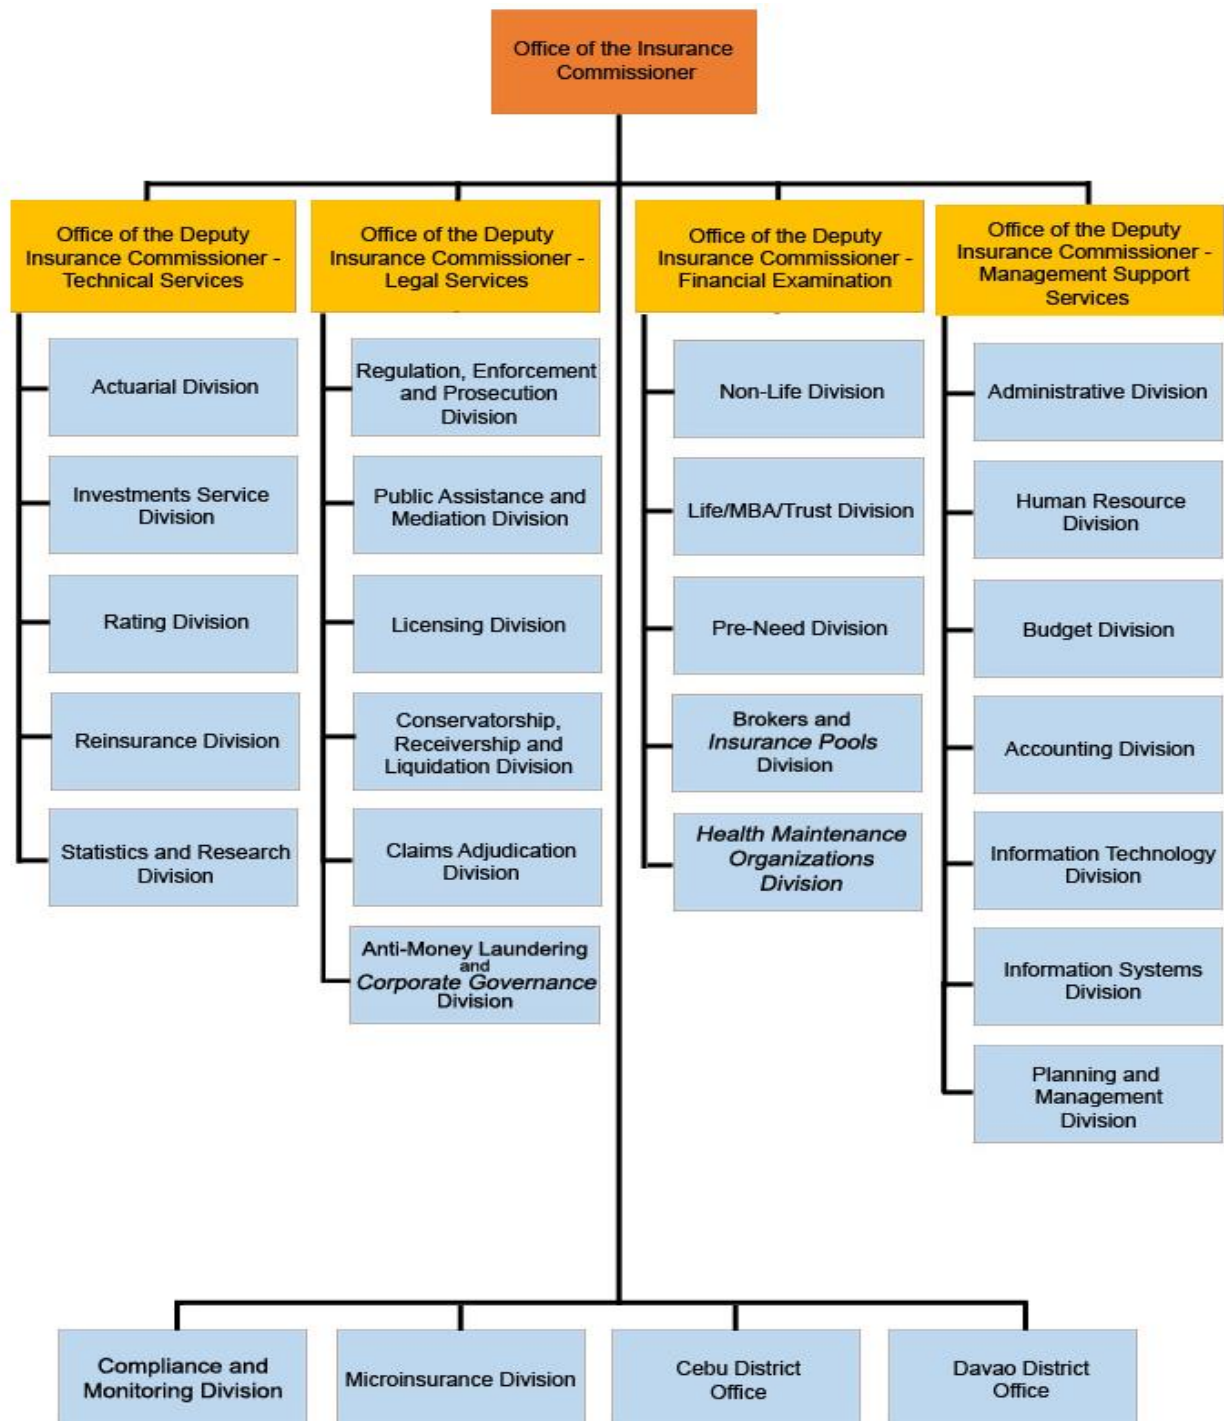 Office of the Insurance
Commissioner
Office of the Deputy
Insurance Commissioner -
Technical Services
Actuarial Division
Investments Service
Division
Rating Division
Reinsurance Division
Statistics and Research
Division
Office of the Deputy
Insurance Commissioner -
Legal Services
Regulation, Enforcement
and Prosecution
Division
Public Assistance and
Mediation Division
Licensing Division
Conservatorship,
Receivership and
Liquidation Division
Claims Adjudication
Division
Anti-Money Laundering
and
Corporate Governance
Division
Office of the Deputy
Insurance Commissioner -
Financial Examination
Non-Life Division
Life/MBA/Trust Division
Pre-Need Division
Brokers and
Insurance Pools
Division
Health Maintenance
Organizations
Division
Office of the Deputy
Insurance Commissioner -
Management Support
Services
Administrative Division
Human Resource
Division
Budget Division
Accounting Division
Information Technology
Division
Information Systems
Division
Planning and
Management
Division
Compliance and
Monitoring Division
Microinsurance Division
Cebu District
Office
Davao District
Office